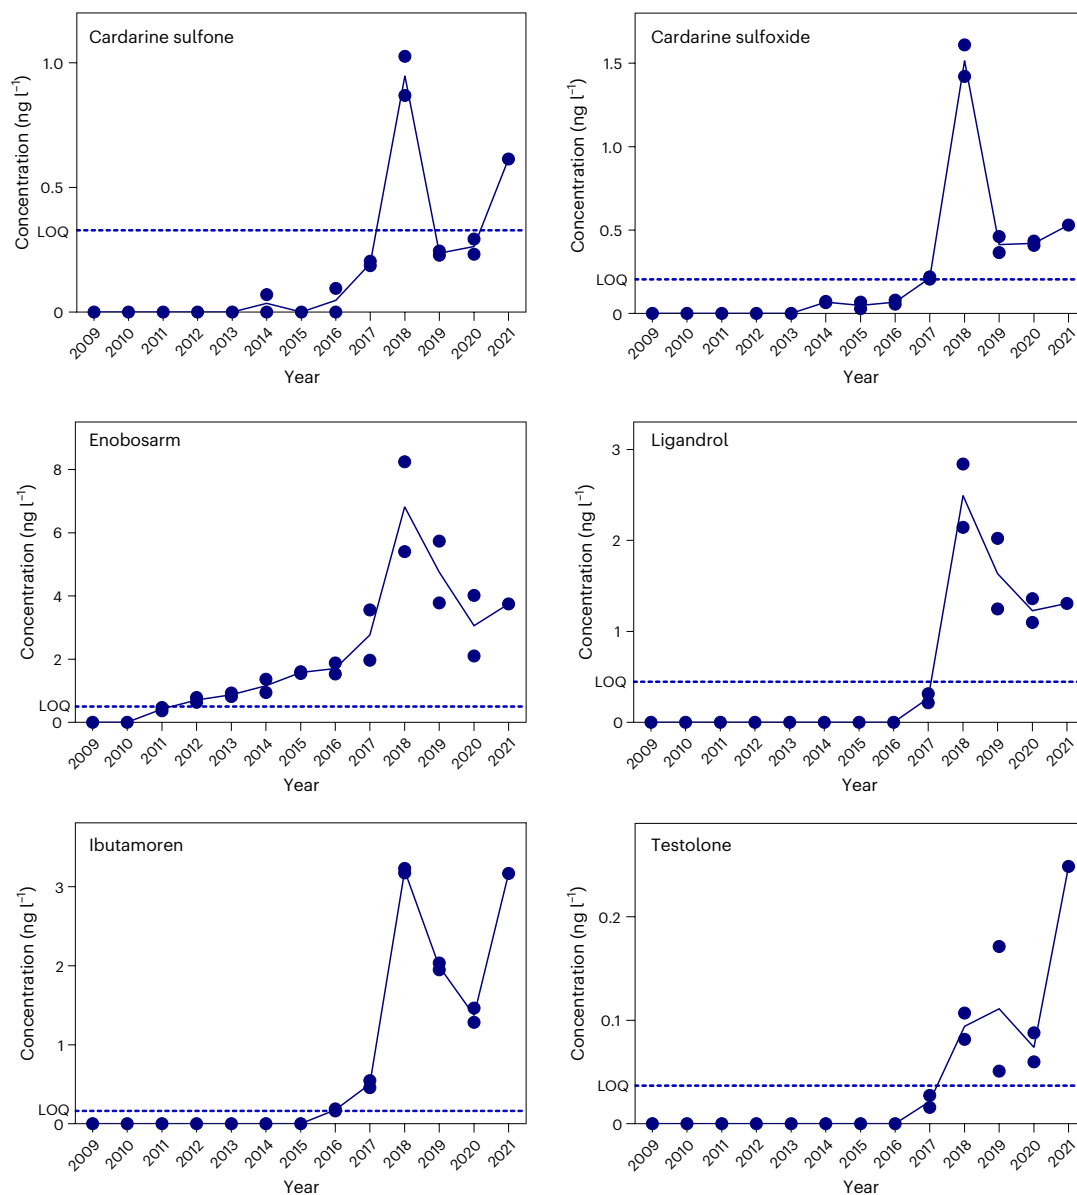 Cardarine sulfone
Concentration (ng l⁻¹)
1.0
0.5
LOQ
0
2009 2010 2011 2012 2013 2014 2015 2016 2017 2018 2019 2020 2021
Year
Cardarine sulfoxide
Concentration (ng l⁻¹)
1.5
1.0
0.5
LOQ
0
2009 2010 2011 2012 2013 2014 2015 2016 2017 2018 2019 2020 2021
Year
Enobosarm
Concentration (ng l⁻¹)
8
6
4
2
LOQ
0
2009 2010 2011 2012 2013 2014 2015 2016 2017 2018 2019 2020 2021
Year
Ligandrol
Concentration (ng l⁻¹)
3
2
1
LOQ
0
2009 2010 2011 2012 2013 2014 2015 2016 2017 2018 2019 2020 2021
Year
Ibutamoren
Concentration (ng l⁻¹)
3
2
1
LOQ
0
2009 2010 2011 2012 2013 2014 2015 2016 2017 2018 2019 2020 2021
Year
Testolone
Concentration (ng l⁻¹)
0.2
0.1
LOQ
0
2009 2010 2011 2012 2013 2014 2015 2016 2017 2018 2019 2020 2021
Year